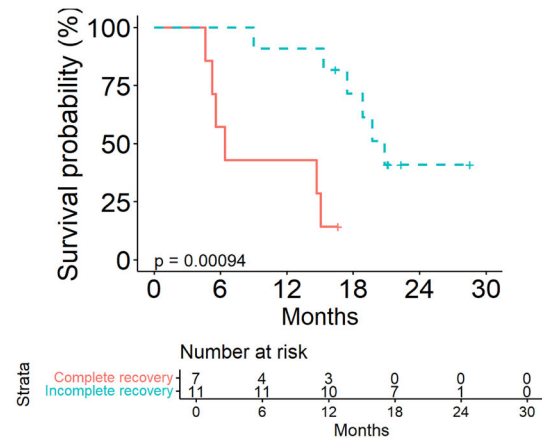 Survival probability (%)
100
75
50
25
0
p = 0.00094
0 6 12 18 24 30
Months
Number at risk
Strata
Complete recovery 7 4 3 0 0 0
Incomplete recovery 11 11 10 7 1 0
0 6 12 18 24 30
Months